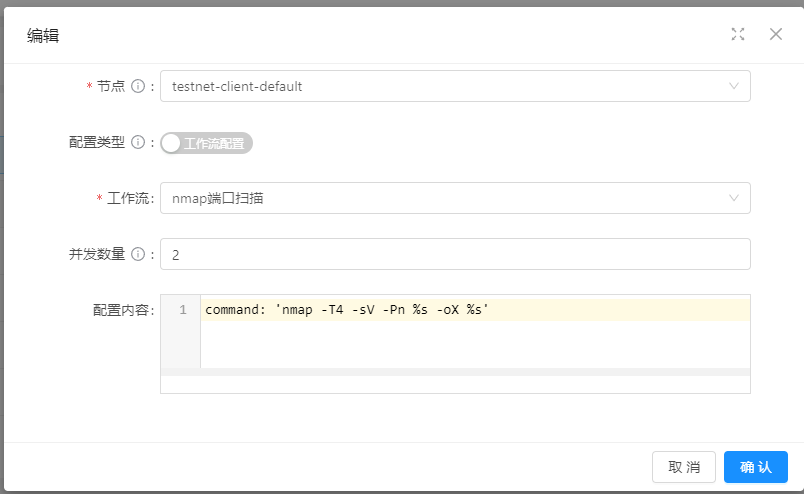 编辑
* 节点 : testnet-client-default
配置类型 : 工作流配置
* 工作流: nmap端口扫描
并发数量 : 2
配置内容: 1 command: 'nmap -T4 -sV -Pn %s -oX %s'
取 消 确 认